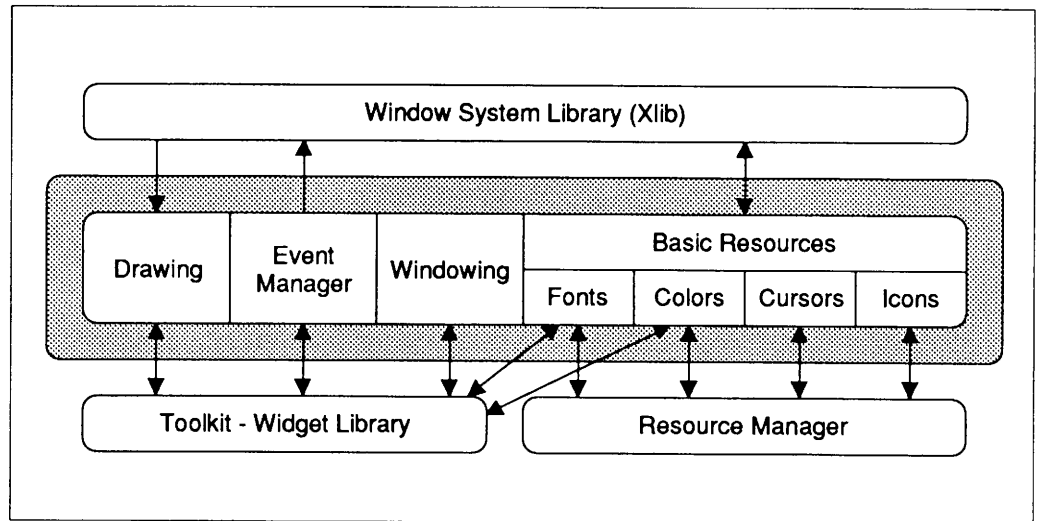 Window System Library (Xlib)
Drawing
Event
Manager
Windowing
Basic Resources
Fonts
Colors
Cursors
Icons
Toolkit - Widget Library
Resource Manager